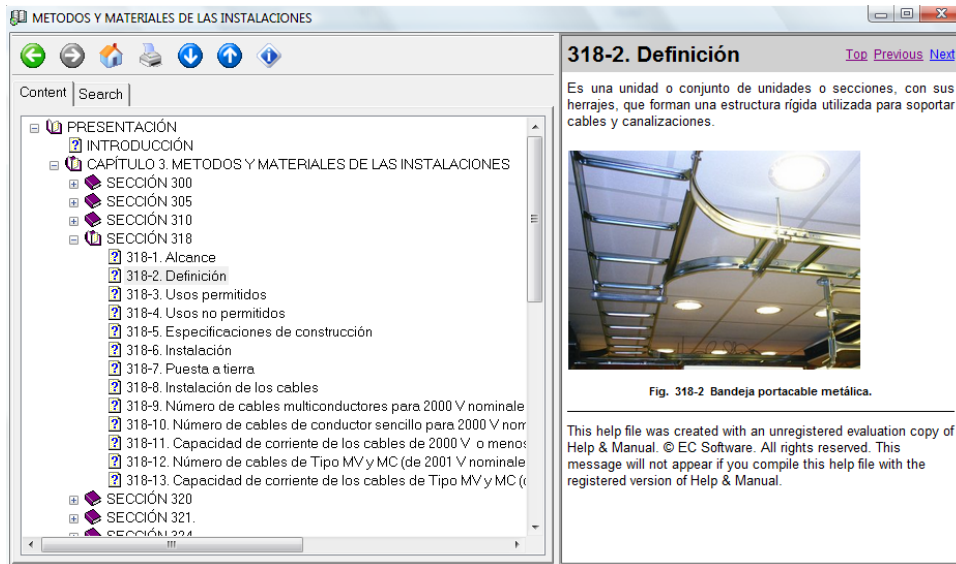 METODOS Y MATERIALES DE LAS INSTALACIONES
Content
Search
PRESENTACIÓN
INTRODUCCIÓN
CAPÍTULO 3. METODOS Y MATERIALES DE LAS INSTALACIONES
SECCIÓN 300
SECCIÓN 305
SECCIÓN 310
SECCIÓN 318
318-1. Alcance
318-2. Definición
318-3. Usos permitidos
318-4. Usos no permitidos
318-5. Especificaciones de construcción
318-6. Instalación
318-7. Puesta a tierra
318-8. Instalación de los cables
318-9. Número de cables multiconductores para 2000 V nominale
318-10. Número de cables de conductor sencillo para 2000 V nom
318-11. Capacidad de corriente de los cables de 2000 V o menos
318-12. Número de cables de Tipo MV y MC (de 2001 V nominale
318-13. Capacidad de corriente de los cables de Tipo MV y MC (
SECCIÓN 320
SECCIÓN 321.
SECCIÓN 324
318-2. Definición
Top Previous Next
Es una unidad o conjunto de unidades o secciones, con sus
herrajes, que forman una estructura rígida utilizada para soportar
cables y canalizaciones.
Fig. 318-2 Bandeja portacable metálica.
This help file was created with an unregistered evaluation copy of
Help & Manual. © EC Software. All rights reserved. This
message will not appear if you compile this help file with the
registered version of Help & Manual.